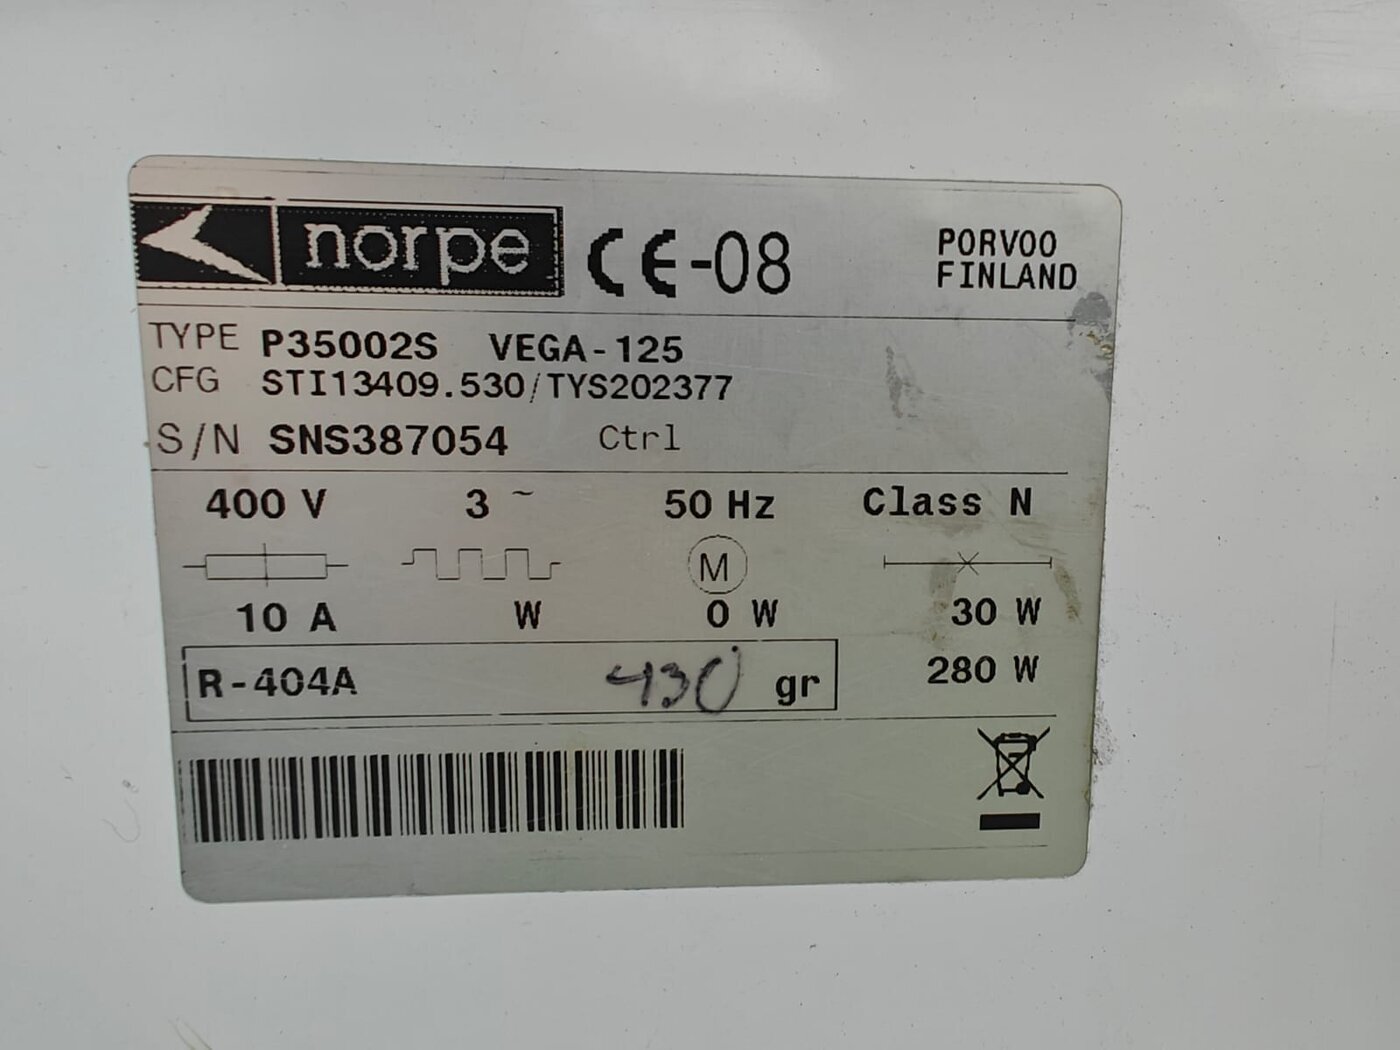 norpe CE-08 PORVOO
FINLAND
TYPE P35002S VEGA-125
CFG STI13409.530/TYS202377
S/N SNS387054 Ctrl
400 V 3 ~ 50 Hz Class N
M
10 A W 0 W 30 W
R-404A 430 gr 280 W